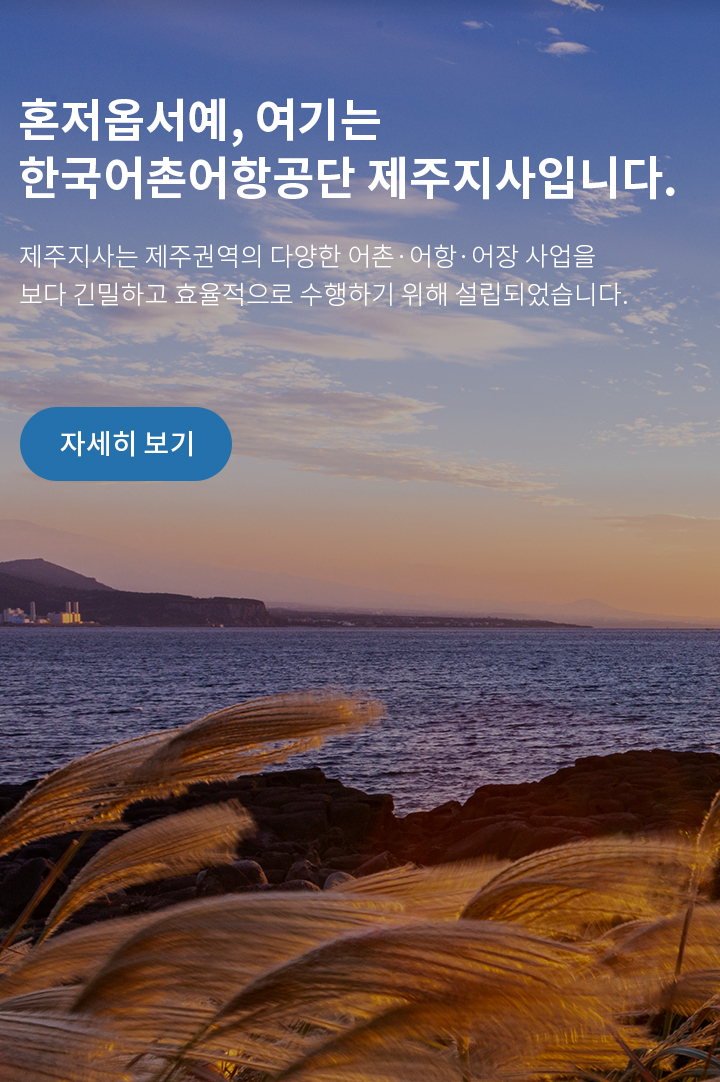 혼저옵서예, 여기는
한국어촌어항공단 제주지사입니다.
제주지사는 제주권역의 다양한 어촌·어항·어장 사업을
보다 긴밀하고 효율적으로 수행하기 위해 설립되었습니다.
자세히 보기